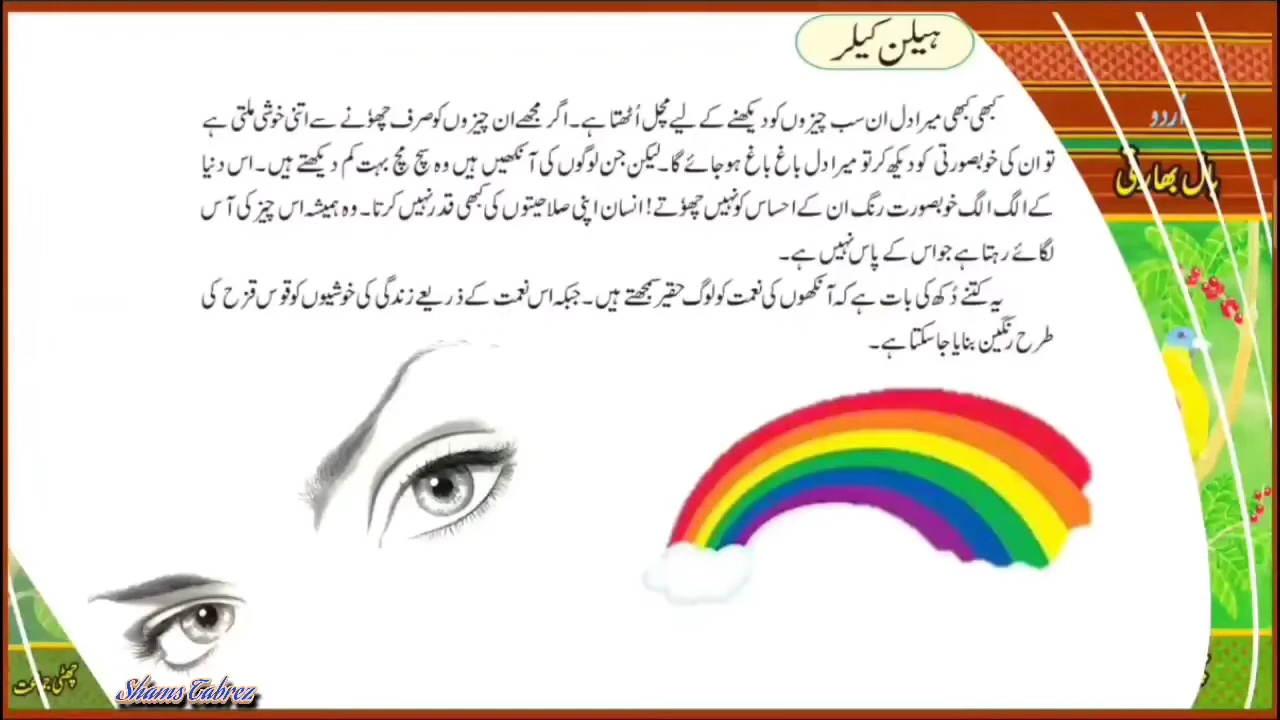 ہیلن کیلر
کبھی کبھی میرا دل ان سب چیزوں کو دیکھنے کے لیے مچل اُٹھتا ہے۔ اگر مجھے ان چیزوں کو صرف چھؤنے سے اتنی خوشی ملتی ہے
تو ان کی خوبصورتی کو دیکھ کر تو میرا دل باغ باغ ہو جائے گا۔ لیکن جن لوگوں کی آنکھیں ہیں وہ سچ مچ بہت کم دیکھتے ہیں۔ اس دنیا
کے الگ الگ خوبصورت رنگ ان کے احساس کو نہیں چھؤتے! انسان اپنی صلاحیتوں کی کبھی قدر نہیں کرتا۔ وہ ہمیشہ اس چیز کی آس
لگائے رہتا ہے جو اس کے پاس نہیں ہے۔
یہ کتنے دُکھ کی بات ہے کہ آنکھوں کی نعمت کو لوگ حقیر سمجھتے ہیں۔ جبکہ اس نعمت کے ذریعے زندگی کی خوشیوں کو قوس قزح کی
طرح رنگین بنایا جا سکتا ہے۔
اُردو
بال بھارتی
چھٹی جماعت
Shams Tabrez